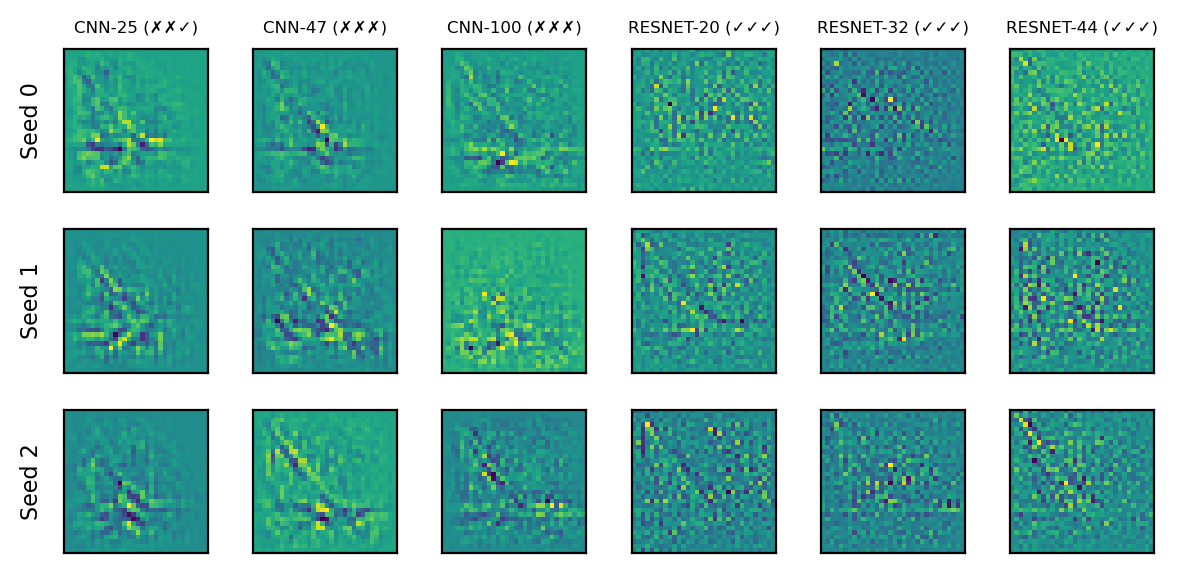 CNN-25 (✗✗✓) CNN-47 (✗✗✗) CNN-100 (✗✗✗) RESNET-20 (✓✓✓) RESNET-32 (✓✓✓) RESNET-44 (✓✓✓)
Seed 0
Seed 1
Seed 2